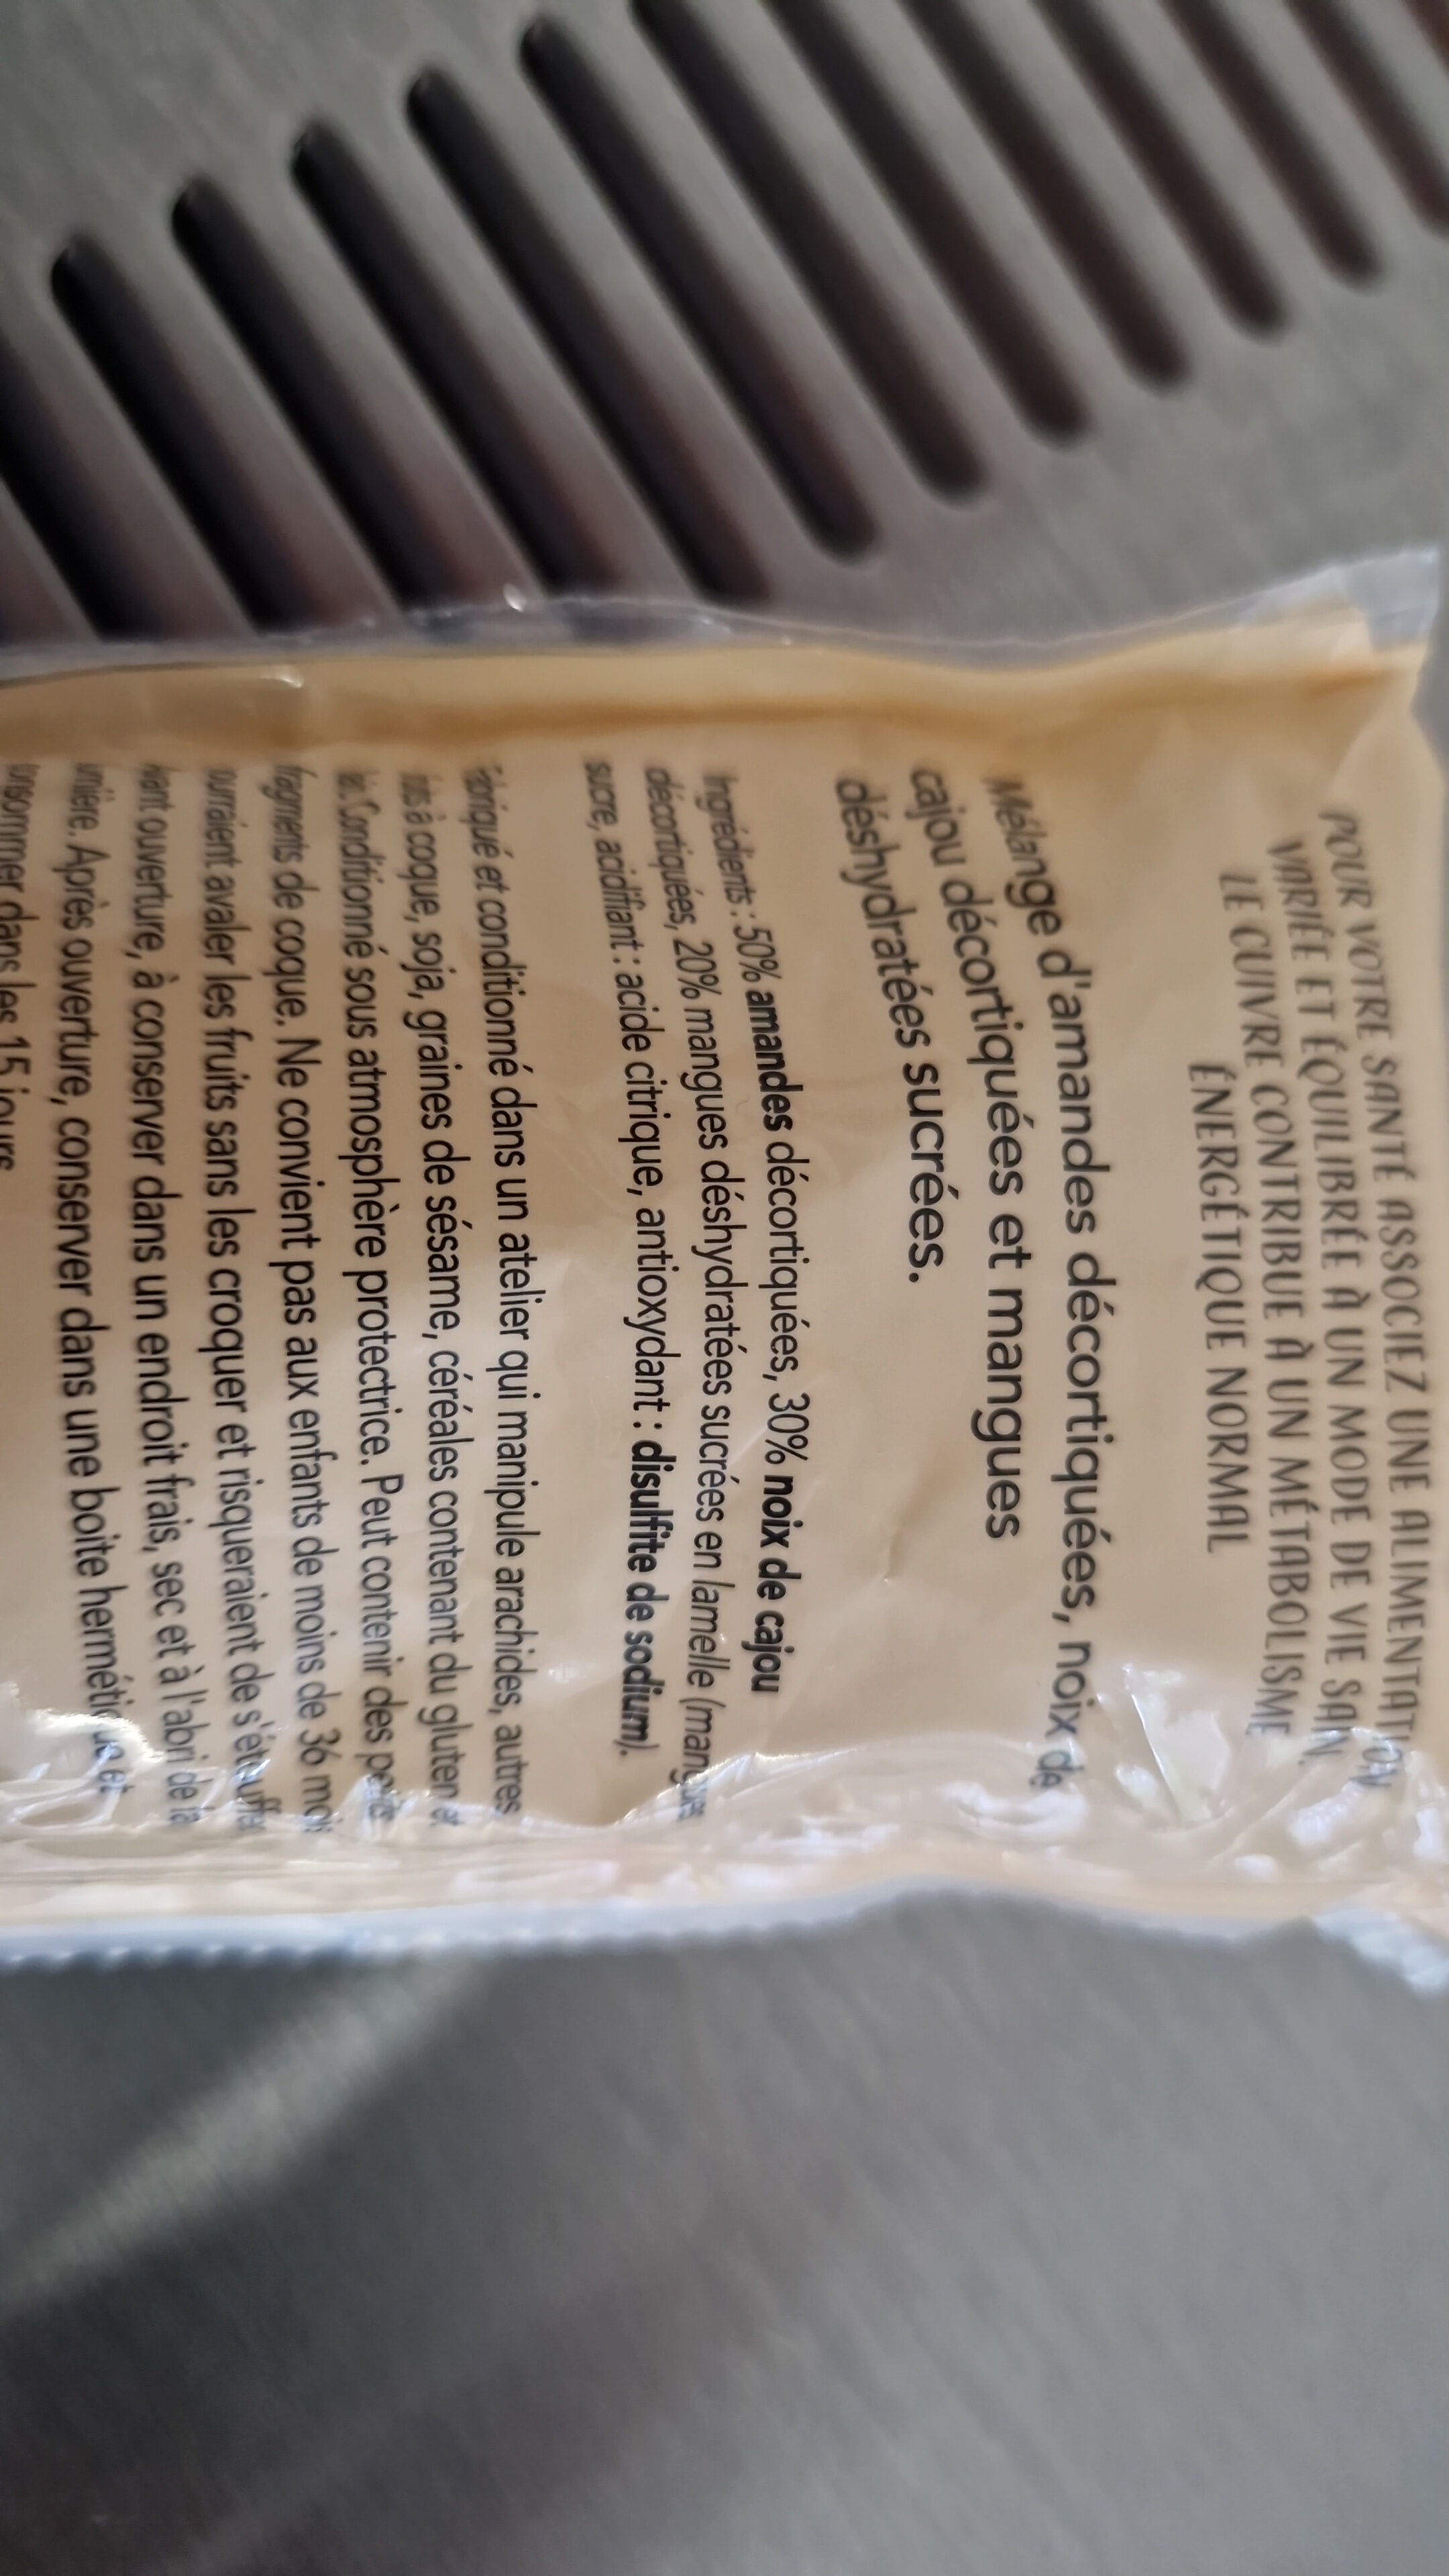 POUR VOTRE SANTÉ ASSOCIEZ UNE ALIMENTATION
VARIÉE ET ÉQUILIBRÉE À UN MODE DE VIE SAIN,
LE CUIVRE CONTRIBUE À UN MÉTABOLISME
ÉNERGÉTIQUE NORMAL
Mélange d'amandes décortiquées, noix de
cajou décortiquées et mangues
déshydratées sucrées.
Ingrédients : 50% amandes décortiquées, 30% noix de cajou
décortiquées, 20% mangues déshydratées sucrées en lamelle (mangues
sucre, acidifiant : acide citrique, antioxydant : disulfite de sodium).
Fabriqué et conditionné dans un atelier qui manipule arachides, autres
à coque, soja, graines de sésame, céréales contenant du gluten et
Conditionné sous atmosphère protectrice. Peut contenir des petits
fragments de coque. Ne convient pas aux enfants de moins de 36 mois
pourraient avaler les fruits sans les croquer et risqueraient de s'étouffer
Avant ouverture, à conserver dans un endroit frais, sec et à l'abri de la
lumière. Après ouverture, conserver dans une boite hermétique et
consommer dans les 15 jours